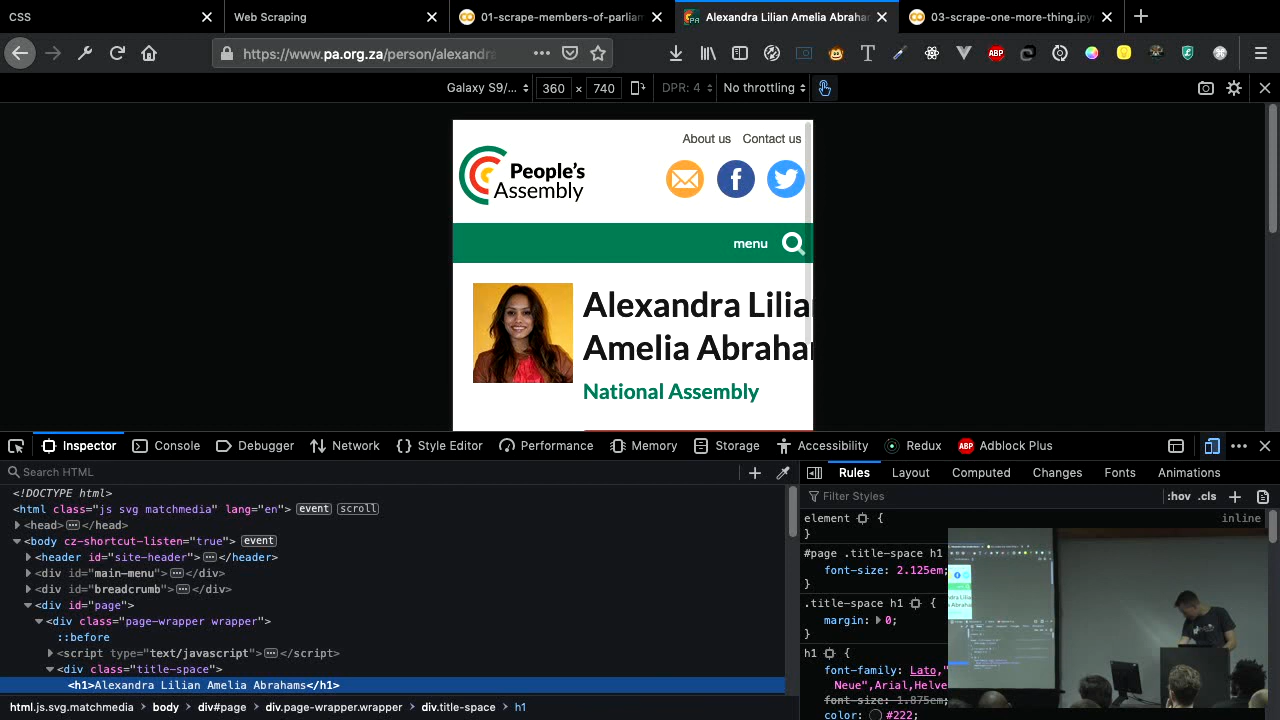 CSS
Web Scraping
01-scrape-members-of-parliam
Alexandra Lilian Amelia Abrahar
03-scrape-one-more-thing.ipy
https://www.pa.org.za/person/alexandra
Galaxy S9/...
360 × 740
DPR: 4
No throttling
About us Contact us
People's
Assembly
menu
Alexandra Lilia
Amelia Abraha
National Assembly
Inspector Console Debugger Network Style Editor Performance Memory Storage Accessibility Redux Adblock Plus
Search HTML
Rules Layout Computed Changes Fonts Animations
Filter Styles
:hov .cls
<!DOCTYPE html>
<html class="js svg matchmedia" lang="en"> event scroll
<head> </head>
<body cz-shortcut-listen="true"> event
<header id="site-header"> </header>
<div id="main-menu"> </div>
<div id="breadcrumb"> </div>
<div id="page">
<div class="page-wrapper wrapper">
::before
<script type="text/javascript"> </script>
<div class="title-space">
<h1>Alexandra Lilian Amelia Abrahams</h1>
html.js.svg.matchmedia body div#page div.page-wrapper.wrapper div.title-space h1
element { inline
}
#page .title-space h1
font-size: 2.125em;
}
.title-space h1 {
margin: 0;
}
h1 {
font-family: Lato,"
Neue",Arial,Helve
font-size: 1.875em;
color: #222;